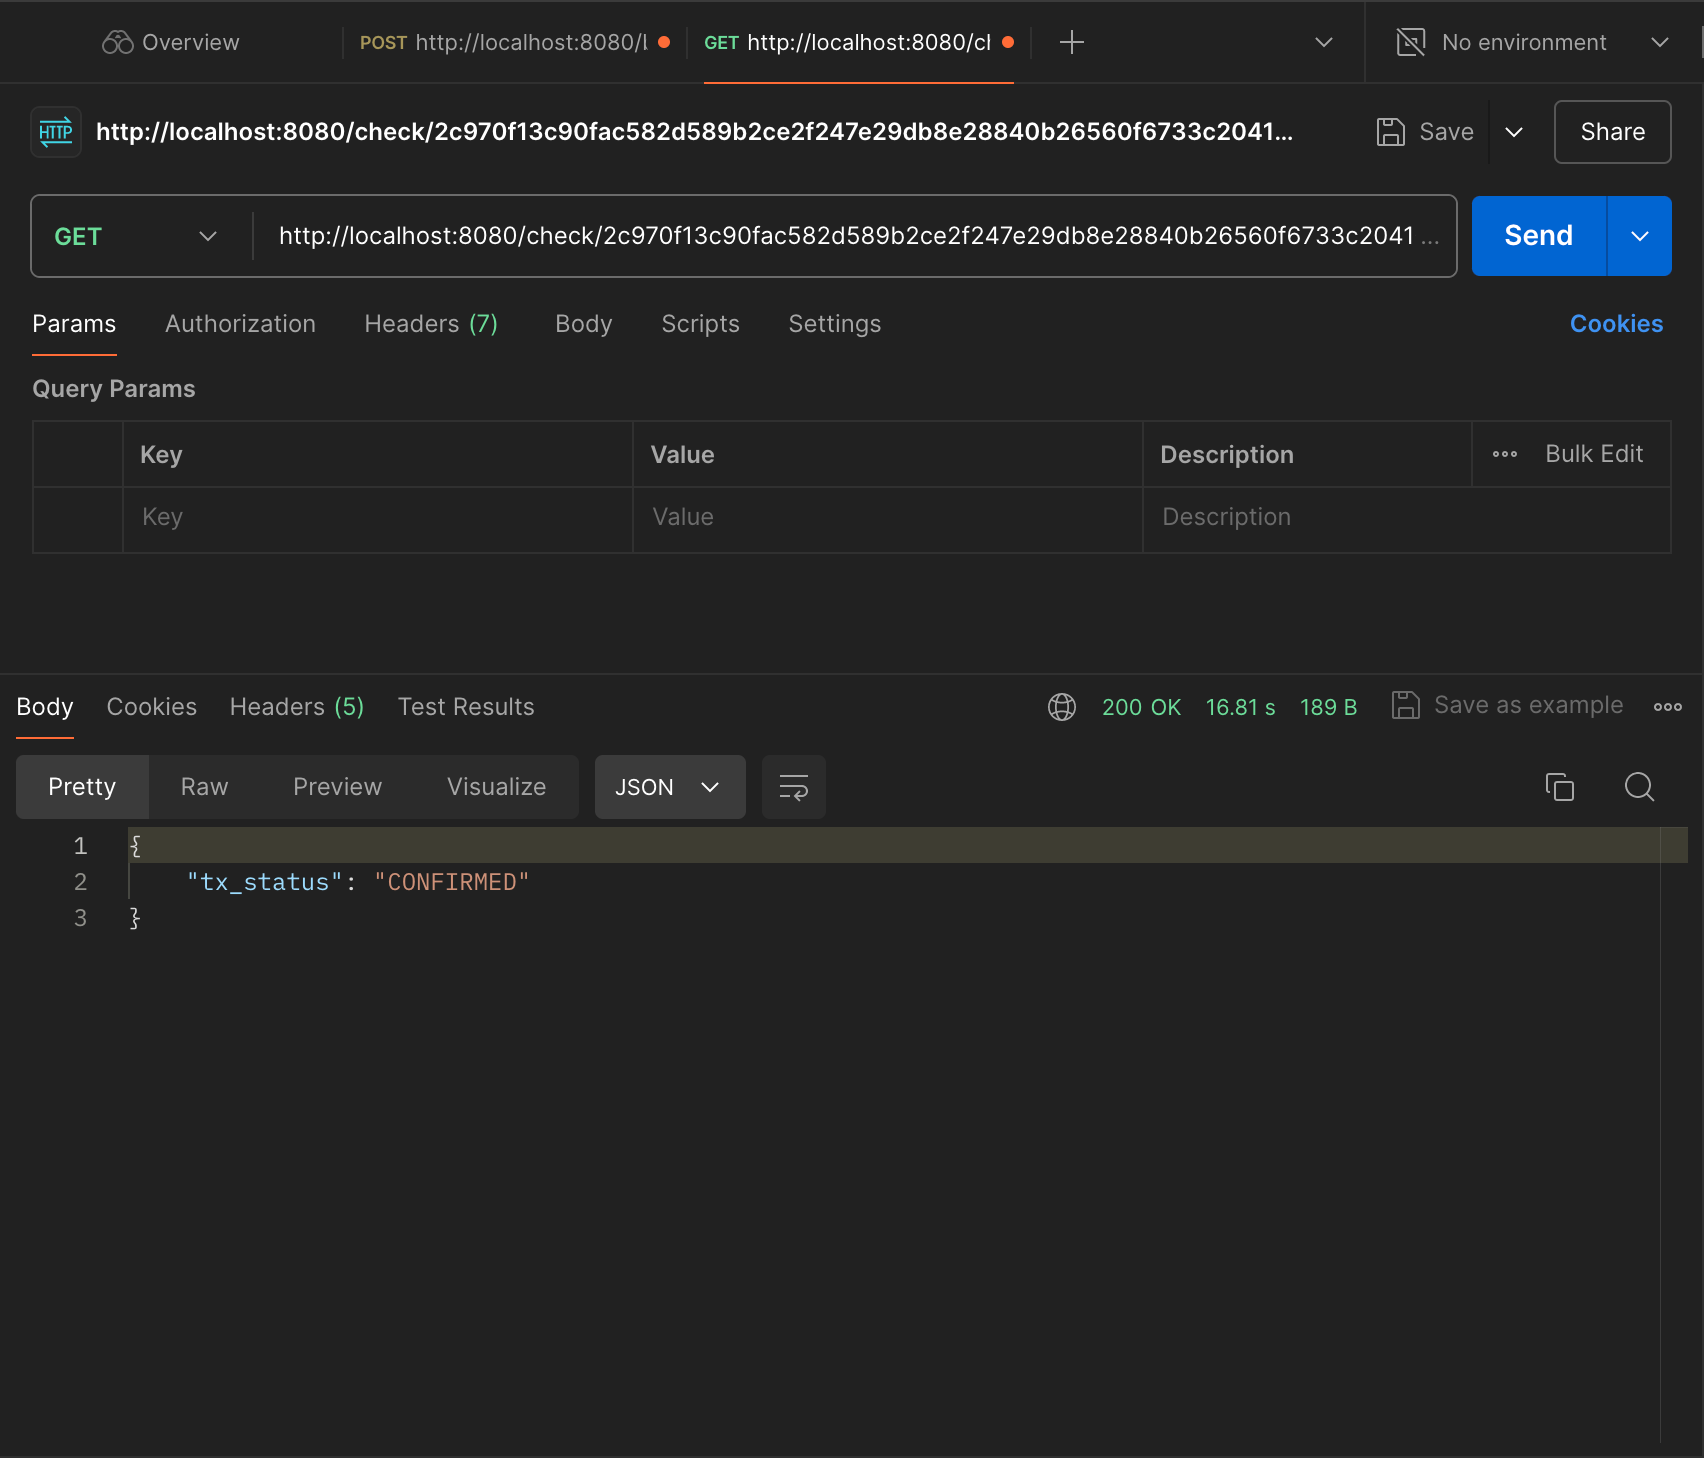 Overview
POST http://localhost:8080/
GET http://localhost:8080/cl
No environment
HTTP
http://localhost:8080/check/2c970f13c90fac582d589b2ce2f247e29db8e28840b26560f6733c2041...
Save
Share
GET
http://localhost:8080/check/2c970f13c90fac582d589b2ce2f247e29db8e28840b26560f6733c2041 ...
Send
Params Authorization Headers (7) Body Scripts Settings Cookies
Query Params
Key Value Description Bulk Edit
Key Value Description
Body Cookies Headers (5) Test Results 200 OK 16.81 s 189 B Save as example
Pretty Raw Preview Visualize JSON
1 {
2 "tx_status": "CONFIRMED"
3 }